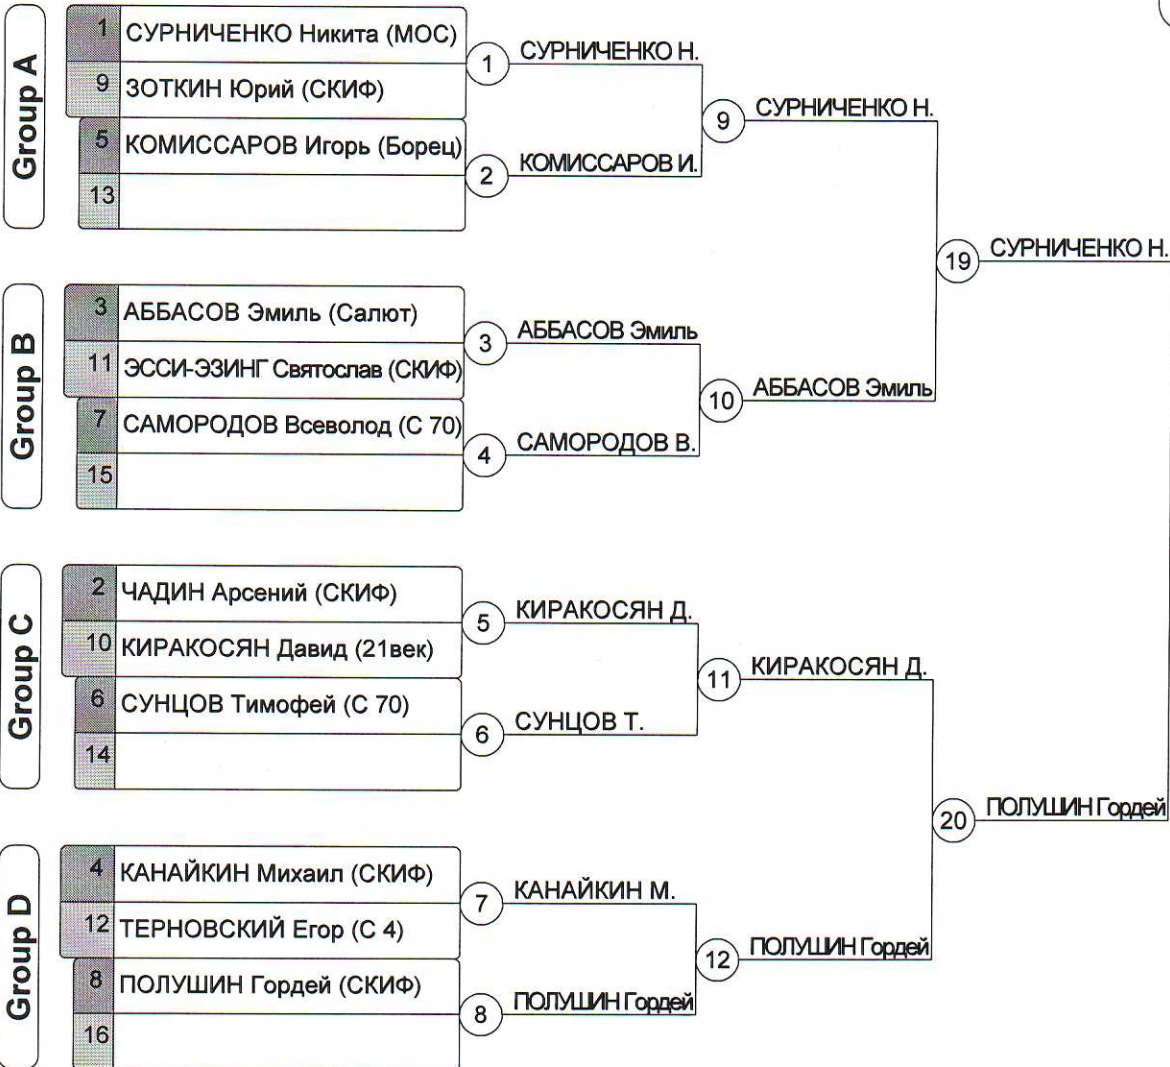 Group A
1 СУРНИЧЕНКО Никита (МОС)
9 ЗОТКИН Юрий (СКИФ)
5 КОМИССАРОВ Игорь (Борец)
13
1 СУРНИЧЕНКО Н.
2 КОМИССАРОВ И.
9 СУРНИЧЕНКО Н.
Group B
3 АББАСОВ Эмиль (Салют)
11 ЭССИ-ЭЗИНГ Святослав (СКИФ)
7 САМОРОДОВ Всеволод (С 70)
15
3 АББАСОВ Эмиль
4 САМОРОДОВ В.
10 АББАСОВ Эмиль
19 СУРНИЧЕНКО Н.
Group C
2 ЧАДИН Арсений (СКИФ)
10 КИРАКОСЯН Давид (21век)
6 СУНЦОВ Тимофей (С 70)
14
5 КИРАКОСЯН Д.
6 СУНЦОВ Т.
11 КИРАКОСЯН Д.
Group D
4 КАНАЙКИН Михаил (СКИФ)
12 ТЕРНОВСКИЙ Егор (С 4)
8 ПОЛУШИН Гордей (СКИФ)
16
7 КАНАЙКИН М.
8 ПОЛУШИН Гордей
12 ПОЛУШИН Гордей
20 ПОЛУШИН Гордей